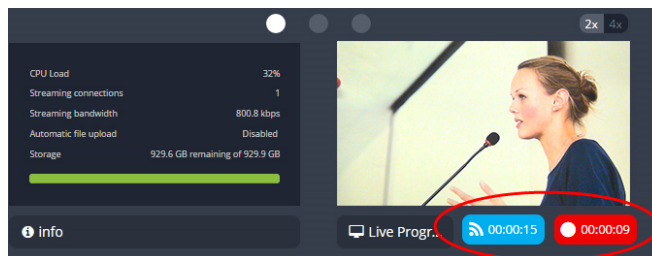 2x 4x
CPU Load 32%
Streaming connections 1
Streaming bandwidth 800.8 kbps
Automatic file upload Disabled
Storage 929.6 GB remaining of 929.9 GB
info
Live Progr... 00:00:15 00:00:09